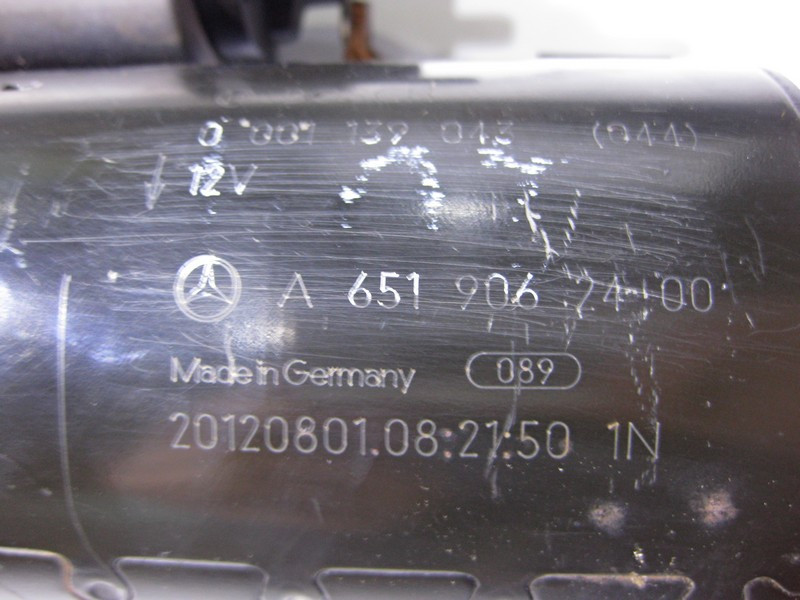 0 001 139 043 (044)
12V
A 651 906 24 00
Made in Germany 089
20120801.08:21:50 1N